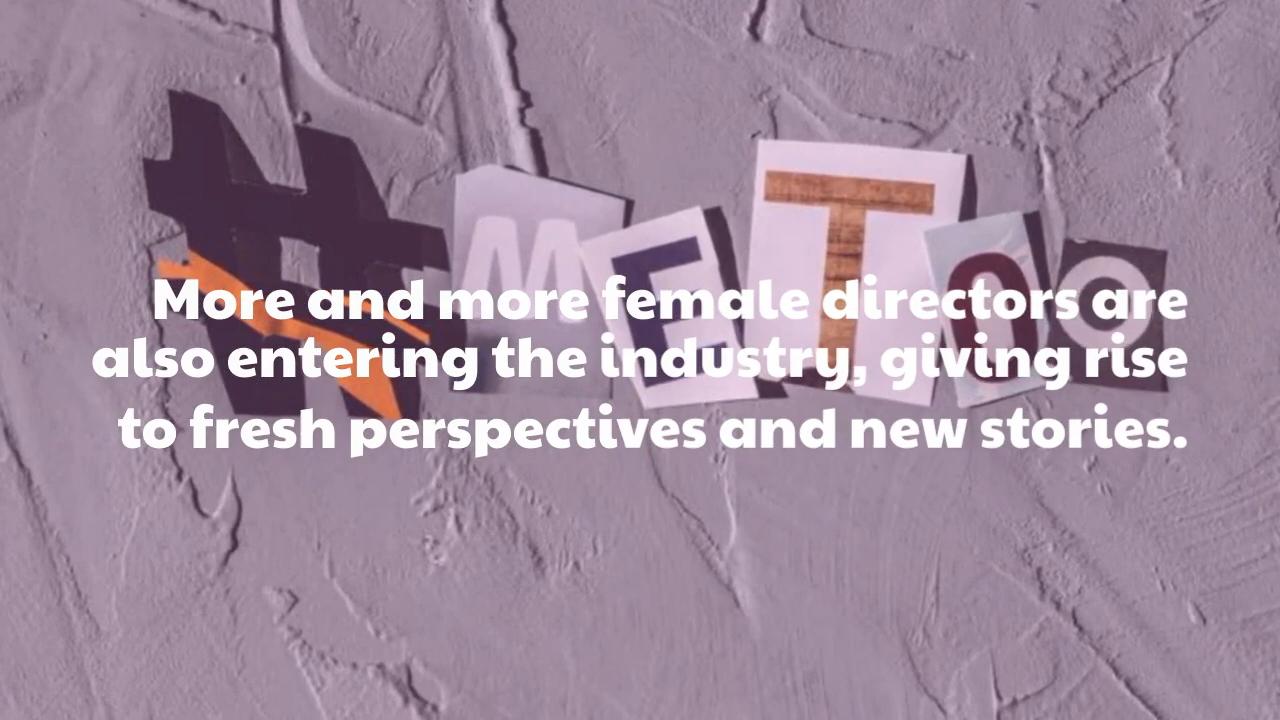 #METOO
More and more female directors are
also entering the industry, giving rise
to fresh perspectives and new stories.